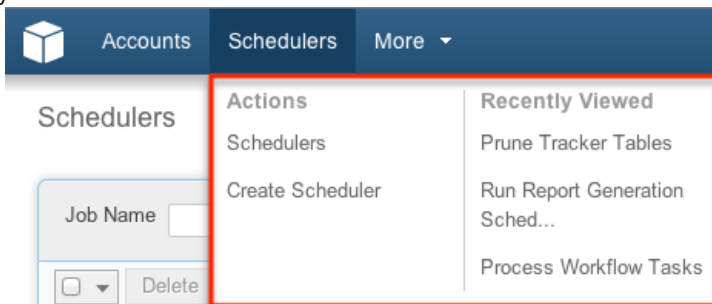 Accounts Schedulers More
Schedulers
Actions
Schedulers
Create Scheduler
Recently Viewed
Prune Tracker Tables
Run Report Generation
Sched...
Process Workflow Tasks
Job Name
Delete